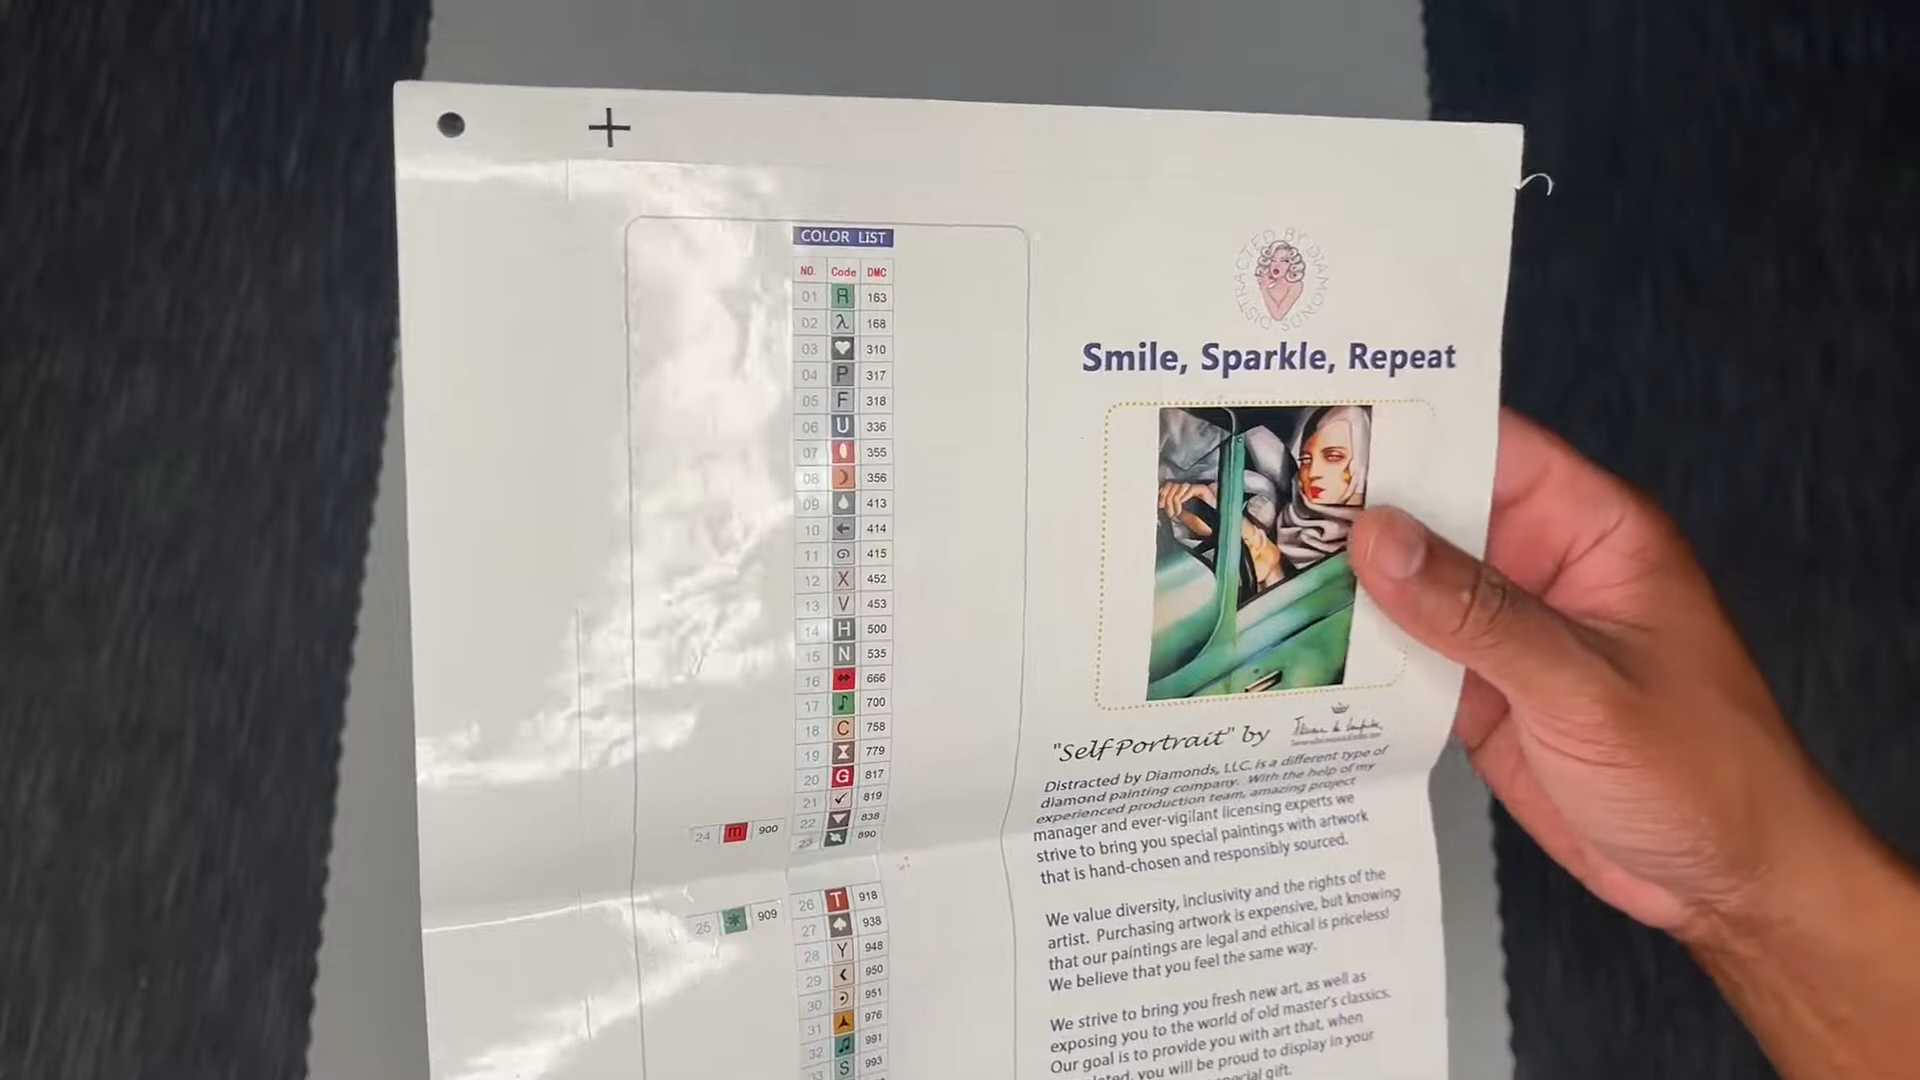 COLOR LIST
NO. Code DMC
01 R 163
02 λ 168
03 310
04 P 317
05 F 318
06 U 336
07 355
08 356
09 413
10 414
11 415
12 X 452
13 V 453
14 H 500
15 N 535
16 666
17 700
18 C 758
19 779
20 G 817
21 819
22 838
23 890
24 m 900
25 909
26 T 918
27 938
28 Y 948
29 950
30 951
31 976
32 991
33 S 993
DISTRACTED BY DIAMONDS
Smile, Sparkle, Repeat
"Self Portrait" by
Distracted by Diamonds, LLC. is a different type of
diamond painting company. With the help of my
experienced production team, amazing project
manager and ever-vigilant licensing experts we
strive to bring you special paintings with artwork
that is hand-chosen and responsibly sourced.
We value diversity, inclusivity and the rights of the
artist. Purchasing artwork is expensive, but knowing
that our paintings are legal and ethical is priceless!
We believe that you feel the same way.
We strive to bring you fresh new art, as well as
exposing you to the world of old master's classics.
Our goal is to provide you with art that, when
you will be proud to display in your
gift.